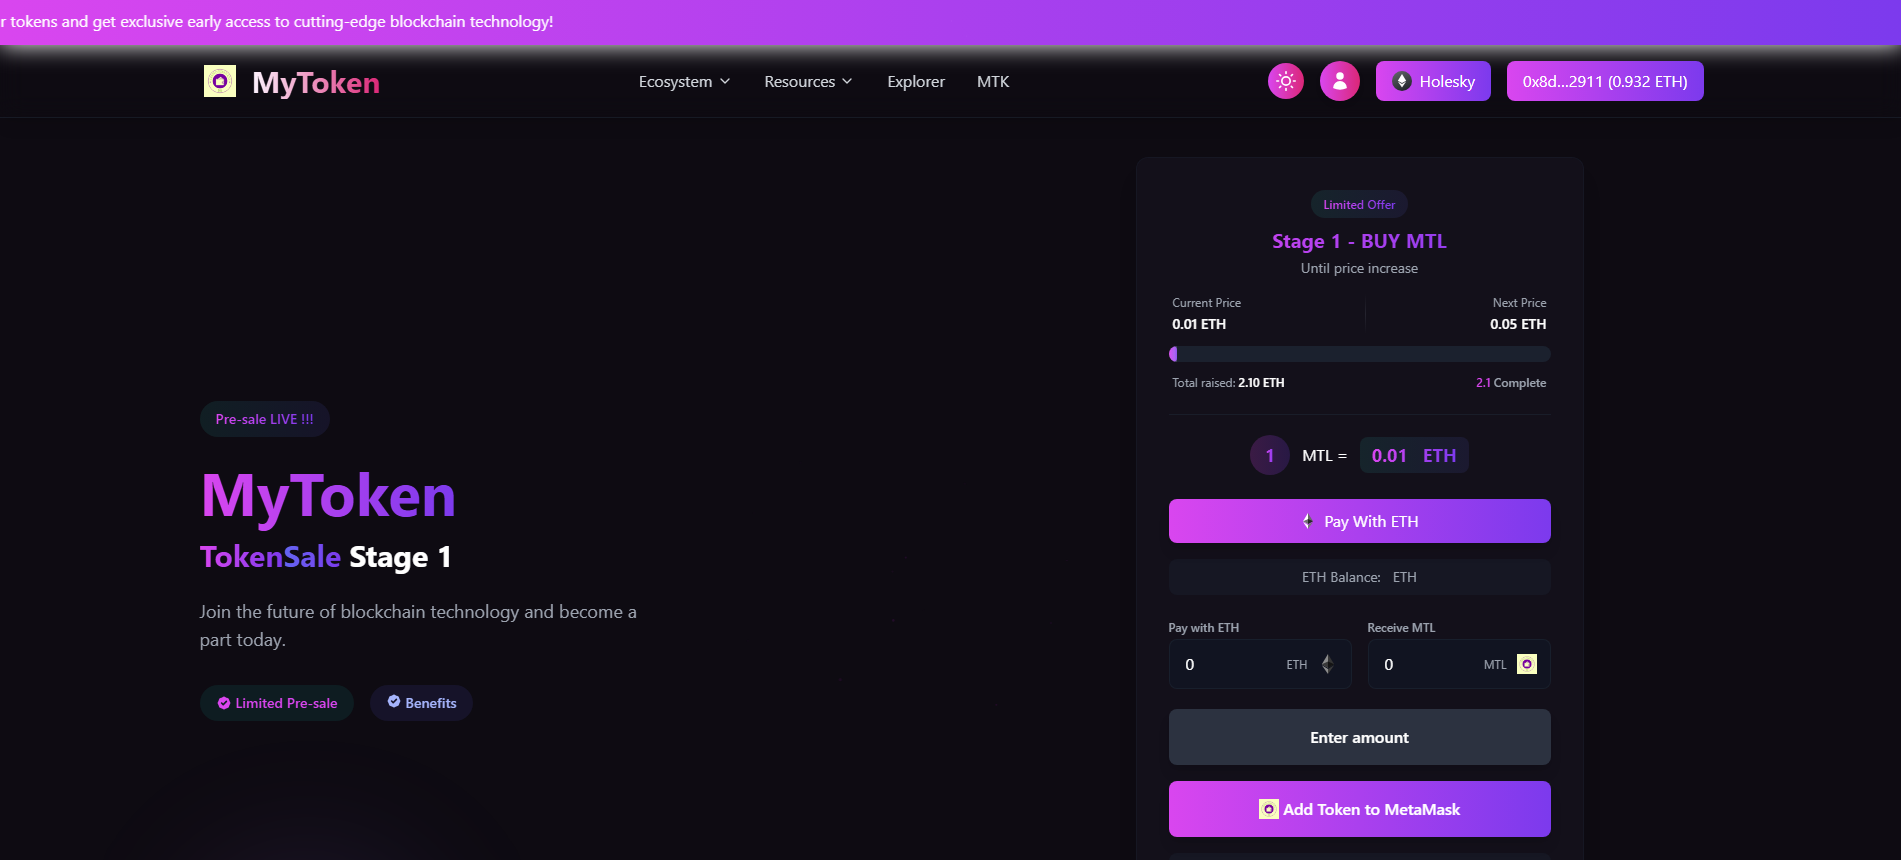 r tokens and get exclusive early access to cutting-edge blockchain technology!
MyToken
Ecosystem
Resources
Explorer
MTK
Holesky
0x8d...2911 (0.932 ETH)
Pre-sale LIVE !!!
MyToken
TokenSale Stage 1
Join the future of blockchain technology and become a
part today.
Limited Pre-sale
Benefits
Limited Offer
Stage 1 - BUY MTL
Until price increase
Current Price
Next Price
0.01 ETH
0.05 ETH
Total raised: 2.10 ETH
2.1 Complete
1 MTL = 0.01 ETH
Pay With ETH
ETH Balance: ETH
Pay with ETH
Receive MTL
0 ETH
0 MTL
Enter amount
Add Token to MetaMask